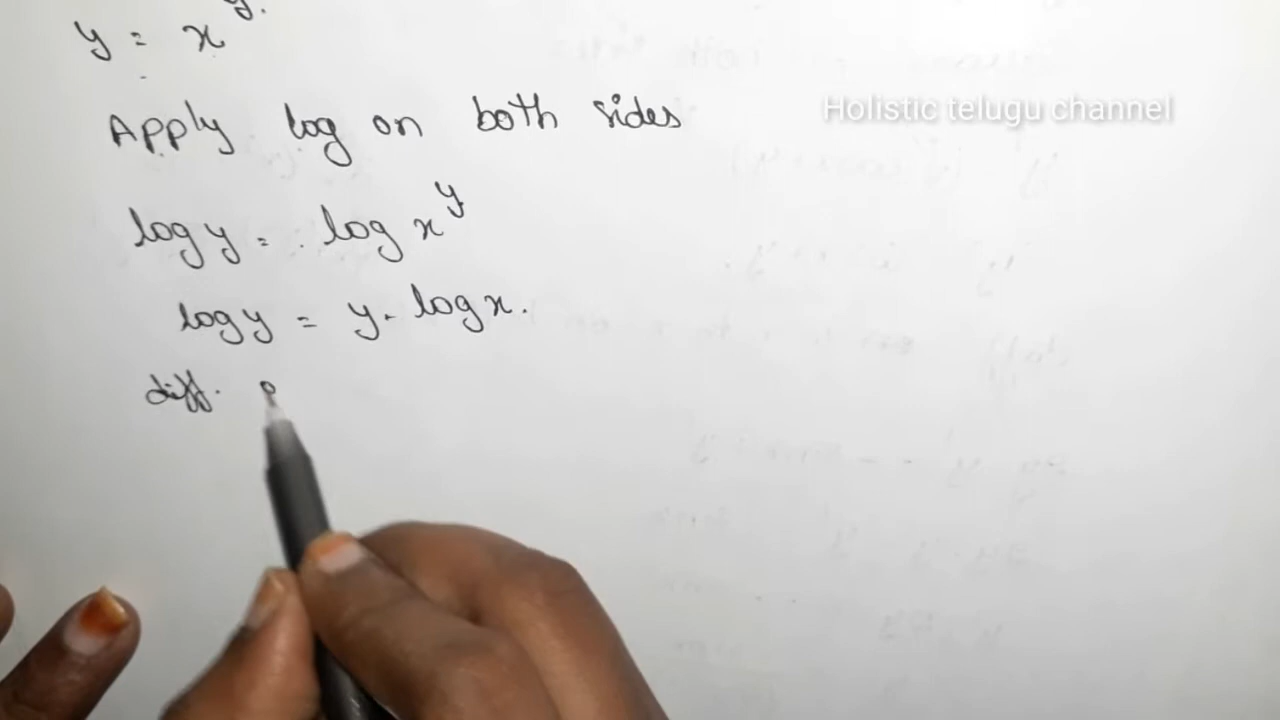 y = x^y.
Apply log on both sides
Holistic telugu channel
log y = log x^y
log y = y. log x.
diff.